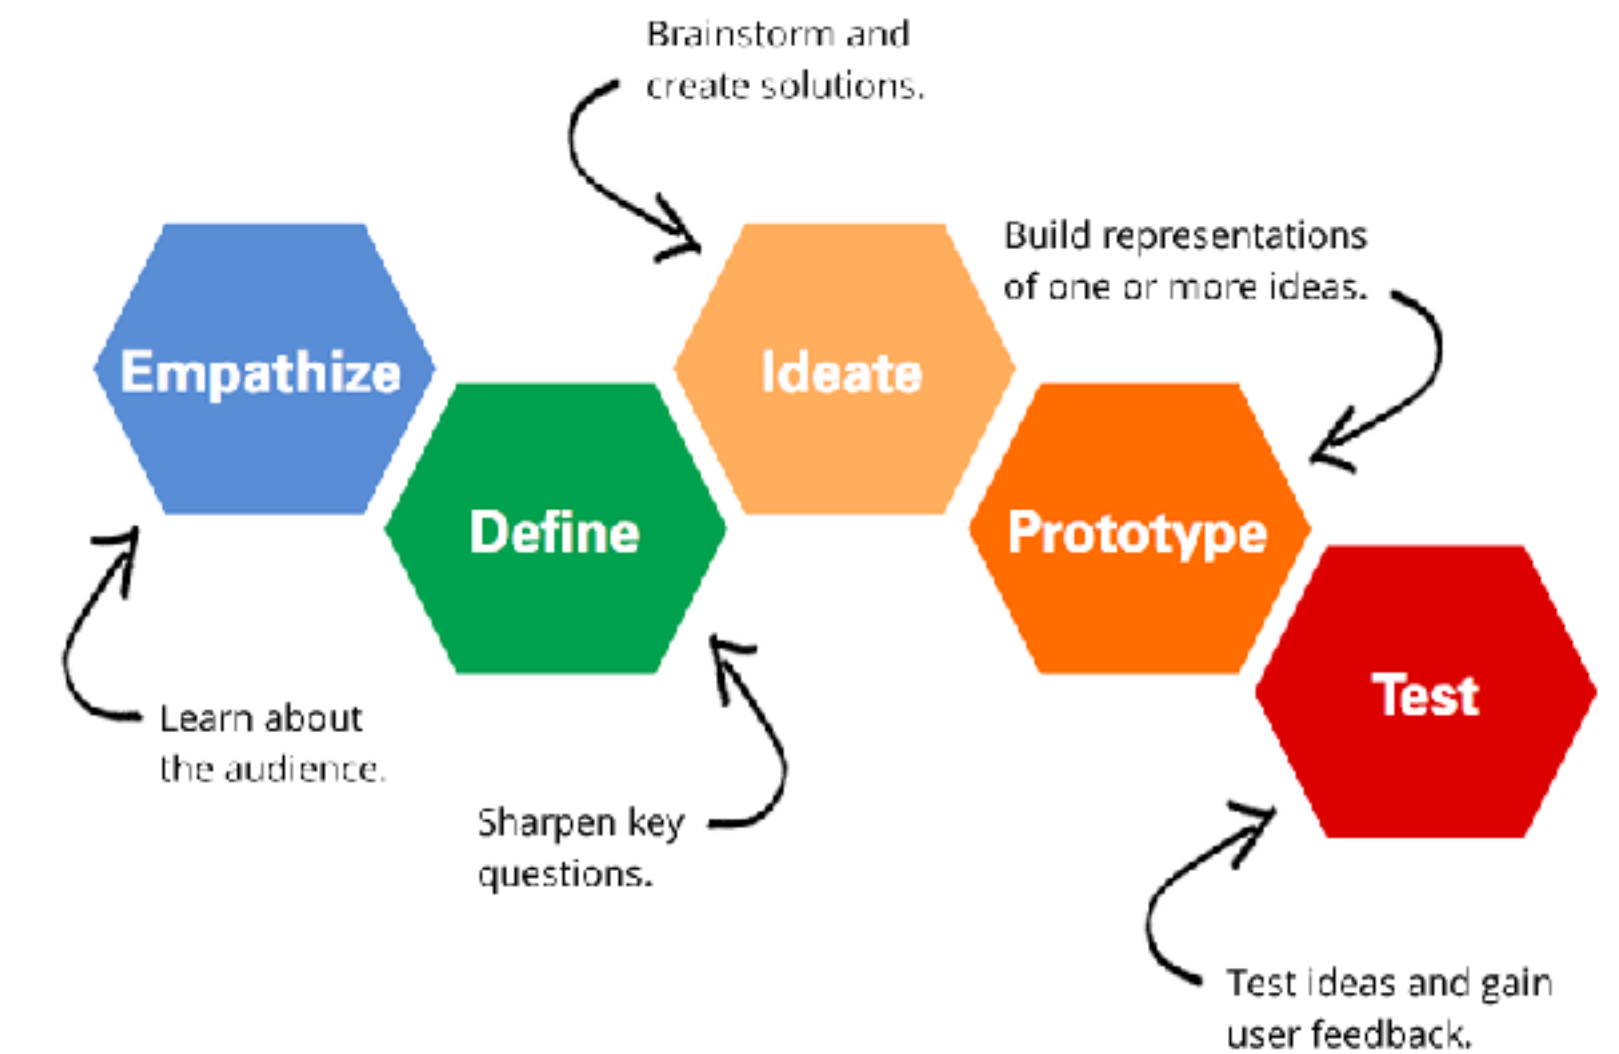 Brainstorm and
create solutions.
Build representations
of one or more ideas.
Empathize
Ideate
Define
Prototype
Test
Learn about
the audience.
Sharpen key
questions.
Test ideas and gain
user feedback.